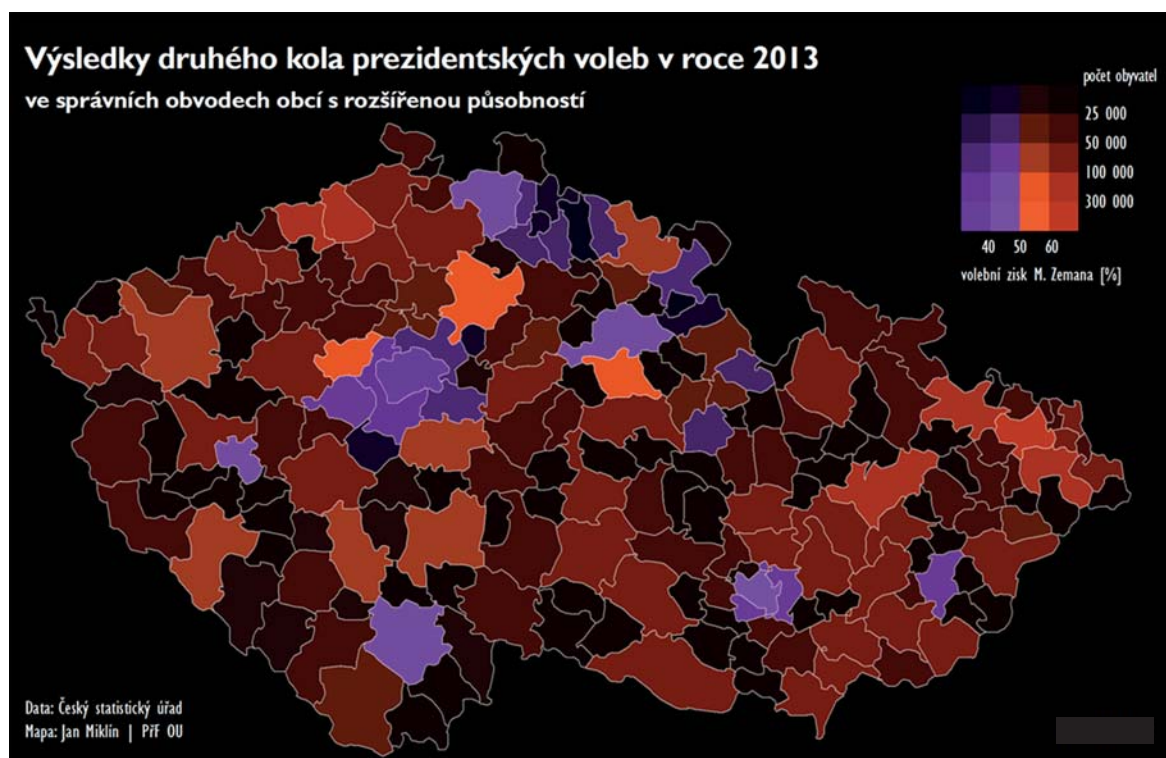 Výsledky druhého kola prezidentských voleb v roce 2013
ve správních obvodech obcí s rozšířenou působností
počet obyvatel
25 000
50 000
100 000
300 000
40 50 60
volební zisk M. Zemana [%]
Data: Český statistický úřad
Mapa: Jan Miklín | PřF OU